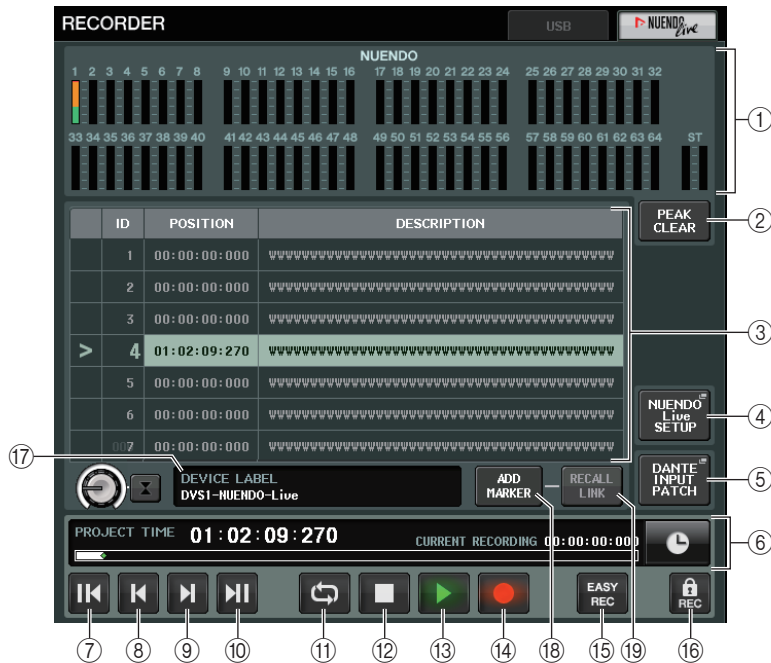 RECORDER
USB
NUENDO Live
NUENDO
1 2 3 4 5 6 7 8 9 10 11 12 13 14 15 16 17 18 19 20 21 22 23 24 25 26 27 28 29 30 31 32
①
33 34 35 36 37 38 39 40 41 42 43 44 45 46 47 48 49 50 51 52 53 54 55 56 57 58 59 60 61 62 63 64 ST
PEAK
CLEAR
②
ID POSITION DESCRIPTION
1 00:00:00:000
2 00:00:00:000
3 00:00:00:000
③
> 4 01:02:09:270
5 00:00:00:000
6 00:00:00:000
007 00:00:00:000
NUENDO
Live
SETUP
④
⑰
DEVICE LABEL
DVS1-NUENDO-Live
ADD
MARKER
RECALL
LINK
DANTE
INPUT
PATCH
⑤
PROJECT TIME 01:02:09:270 CURRENT RECORDING 00:00:00:000
⑥
EASY
REC
REC
⑦ ⑧ ⑨ ⑩ ⑪ ⑫ ⑬ ⑭ ⑱ ⑮ ⑲ ⑯